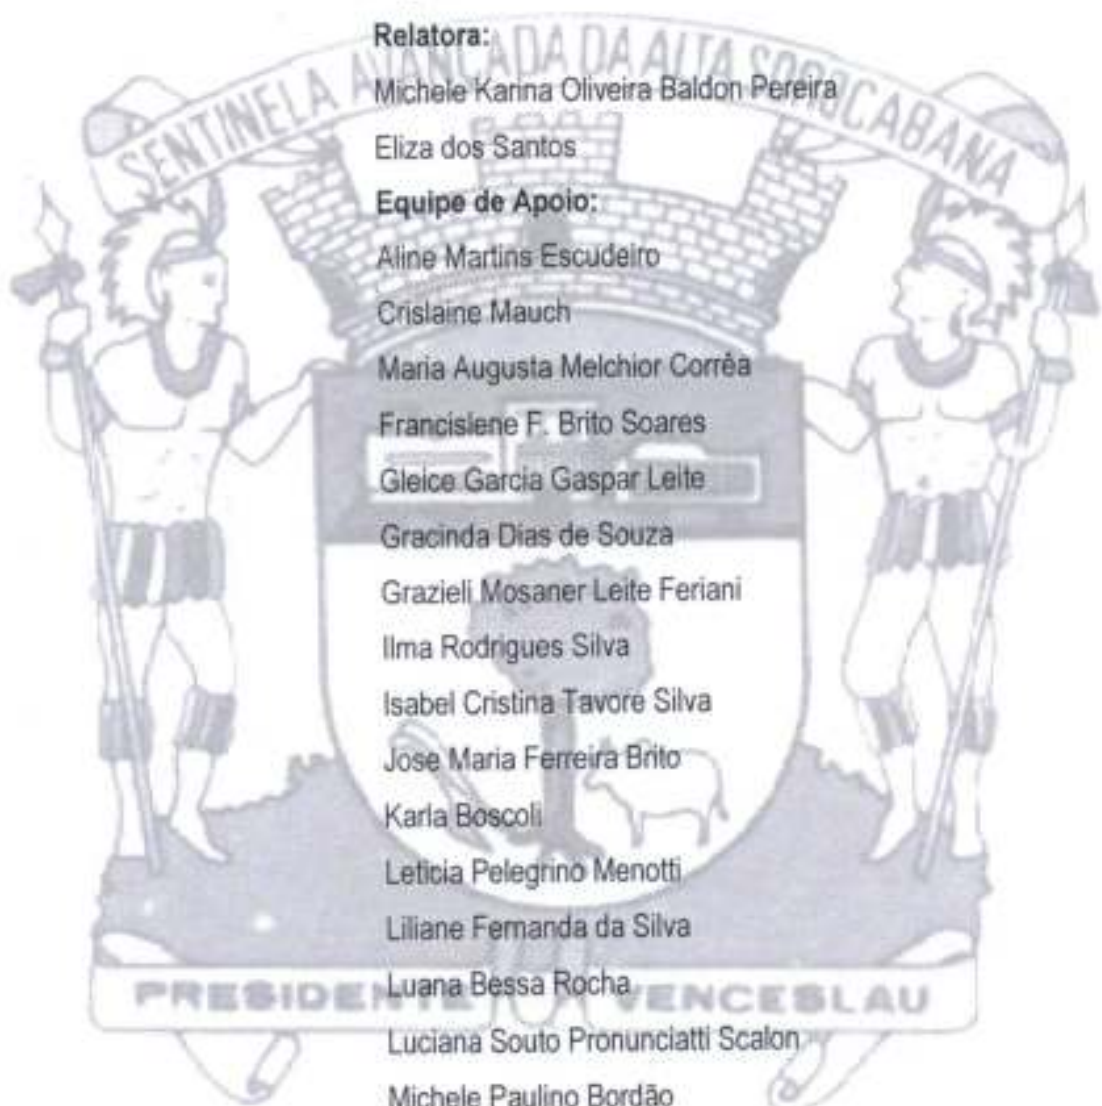 Relatora:
SENTINELA AVANÇADA DA ALTA SOROCABANA
Michele Karina Oliveira Baldon Pereira
Eliza dos Santos
Equipe de Apoio:
Aline Martins Escudeiro
Crislaine Mauch
Maria Augusta Melchior Corrêa
Francislene F. Brito Soares
Gleice Garcia Gaspar Leite
Gracinda Dias de Souza
Grazieli Mosaner Leite Feriani
Ilma Rodrigues Silva
Isabel Cristina Tavore Silva
Jose Maria Ferreira Brito
Karla Boscoli
Leticia Pelegrino Menotti
Liliane Fernanda da Silva
Luana Bessa Rocha
PRESIDENTE VENCESLAU
Luciana Souto Pronunciatti Scalon
Michele Paulino Bordão